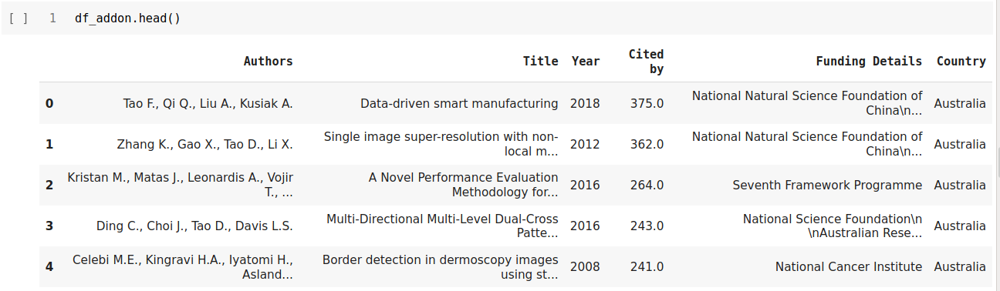 [ ] 1 df_addon.head()
Authors Title Year Cited by Funding Details Country
0 Tao F., Qi Q., Liu A., Kusiak A. Data-driven smart manufacturing 2018 375.0 National Natural Science Foundation of China\n... Australia
1 Zhang K., Gao X., Tao D., Li X. Single image super-resolution with non-local m... 2012 362.0 National Natural Science Foundation of China\n... Australia
2 Kristan M., Matas J., Leonardis A., Vojir T., ... A Novel Performance Evaluation Methodology for... 2016 264.0 Seventh Framework Programme Australia
3 Ding C., Choi J., Tao D., Davis L.S. Multi-Directional Multi-Level Dual-Cross Patte... 2016 243.0 National Science Foundation\n \nAustralian Rese... Australia
4 Celebi M.E., Kingravi H.A., Iyatomi H., Asland... Border detection in dermoscopy images using st... 2008 241.0 National Cancer Institute Australia